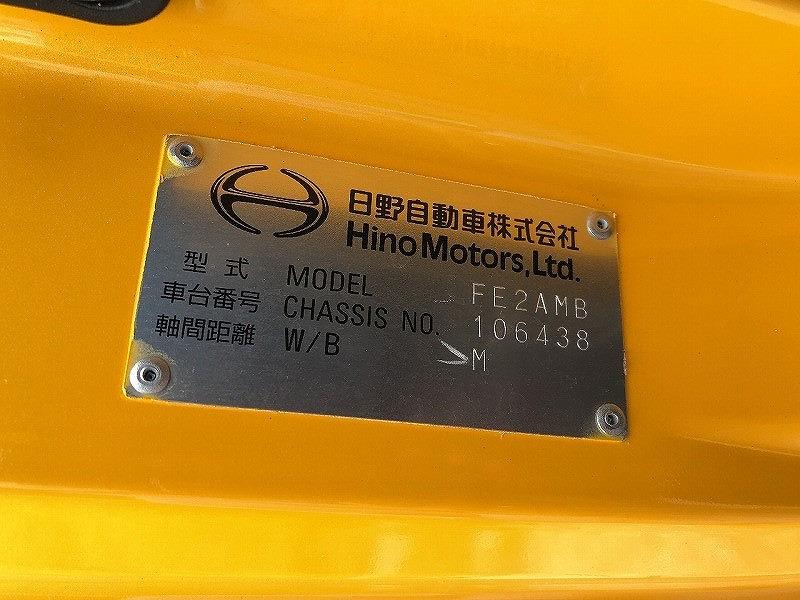 日野自動車株式会社
Hino Motors, Ltd.
型式 MODEL FE2AMB
車台番号 CHASSIS NO. 106438
軸間距離 W/B M